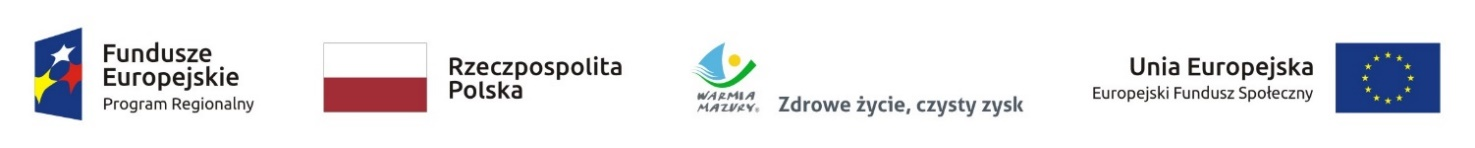 Fundusze
Europejskie
Program Regionalny
Rzeczpospolita
Polska
WARMIA
MAZURY®
Zdrowe życie, czysty zysk
Unia Europejska
Europejski Fundusz Społeczny